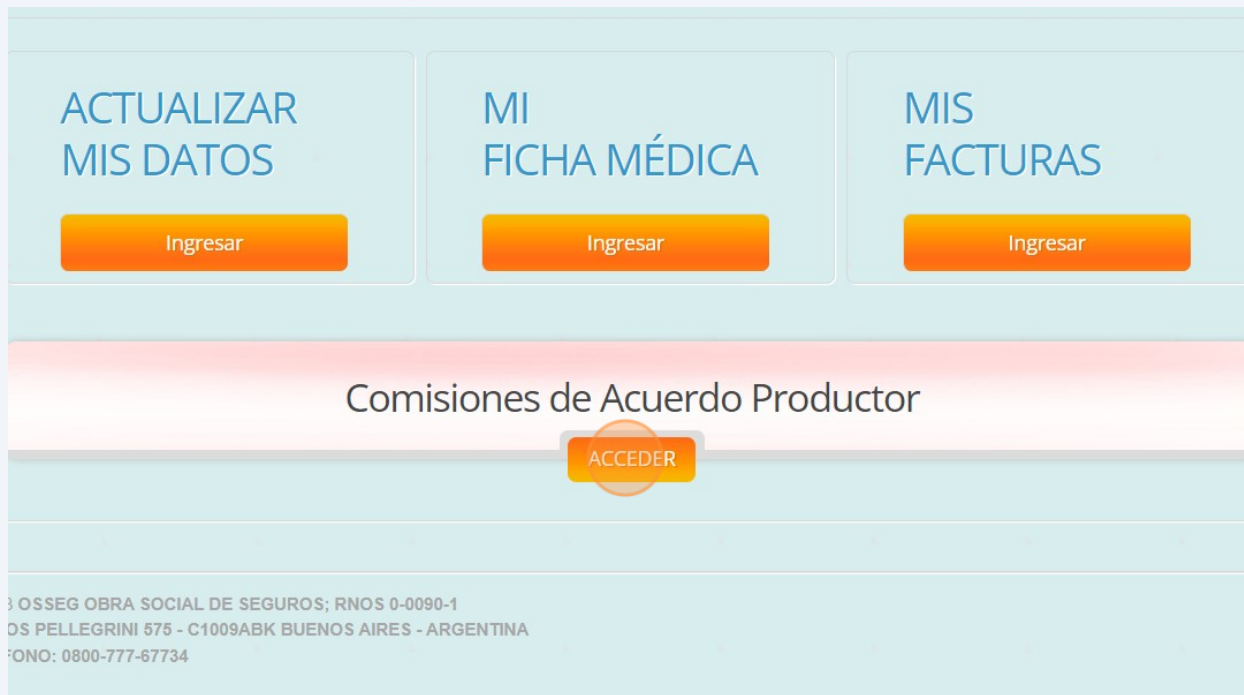 ACTUALIZAR
MIS DATOS
Ingresar
MI
FICHA MÉDICA
Ingresar
MIS
FACTURAS
Ingresar
Comisiones de Acuerdo Productor
ACCEDER
OSSEG OBRA SOCIAL DE SEGUROS; RNOS 0-0090-1
PELLEGRINI 575 - C1009ABK BUENOS AIRES - ARGENTINA
0800-777-67734